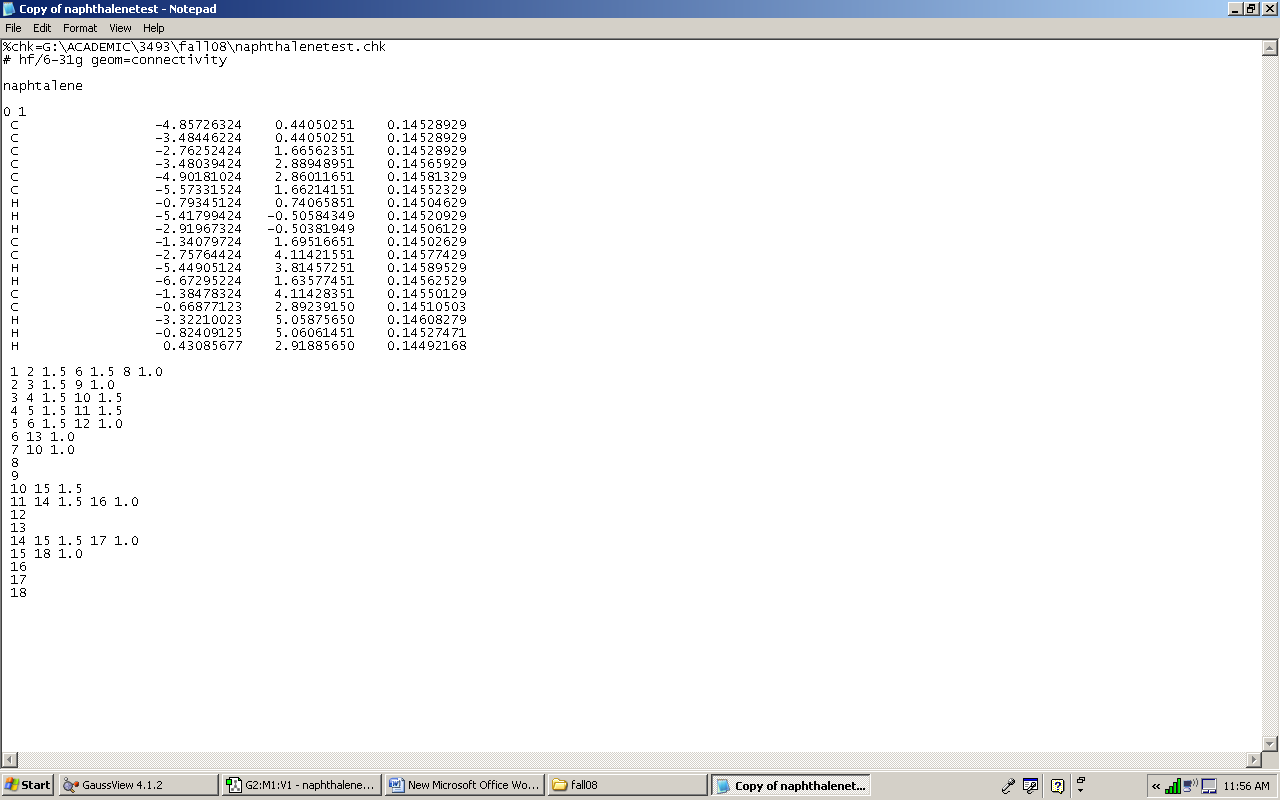 Copy of naphthalenetest - Notepad
File Edit Format View Help
%chk=G:\ACADEMIC\3493\fall08\naphthalenetest.chk
# hf/6-31g geom=connectivity
naphtalene
0 1
C -4.85726324 0.44050251 0.14528929
C -3.48446224 0.44050251 0.14528929
C -2.76252424 1.66562351 0.14528929
C -3.48039424 2.88948951 0.14565929
C -4.90181024 2.86011651 0.14581329
C -5.57331524 1.66214151 0.14552329
H -0.79345124 0.74065851 0.14504629
H -5.41799424 -0.50584349 0.14520929
H -2.91967324 -0.50381949 0.14506129
C -1.34079724 1.69516651 0.14502629
C -2.75764424 4.11421551 0.14577429
H -5.44905124 3.81457251 0.14589529
H -6.67295224 1.63577451 0.14562529
C -1.38478324 4.11428351 0.14550129
C -0.66877123 2.89239150 0.14510503
H -3.32210023 5.05875650 0.14608279
H -0.82409125 5.06061451 0.14527471
H 0.43085677 2.91885650 0.14492168
1 2 1.5 6 1.5 8 1.0
2 3 1.5 9 1.0
3 4 1.5 10 1.5
4 5 1.5 11 1.5
5 6 1.5 12 1.0
6 13 1.0
7 10 1.0
8
9
10 15 1.5
11 14 1.5 16 1.0
12
13
14 15 1.5 17 1.0
15 18 1.0
16
17
18
Start GaussView 4.1.2 G2:M1:V1 - naphthalene... New Microsoft Office Wo... fall08 Copy of naphthalenet... « 11:56 AM